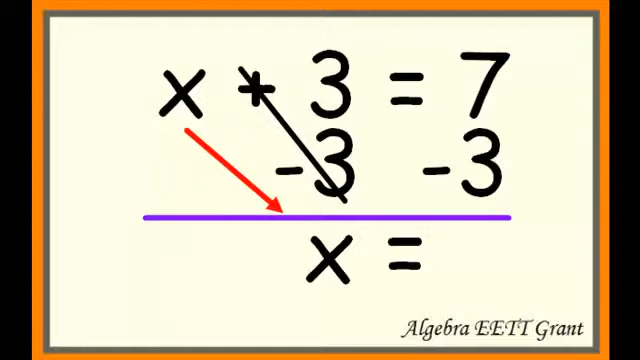 x + 3 = 7
-3 -3
x =
Algebra EETT Grant